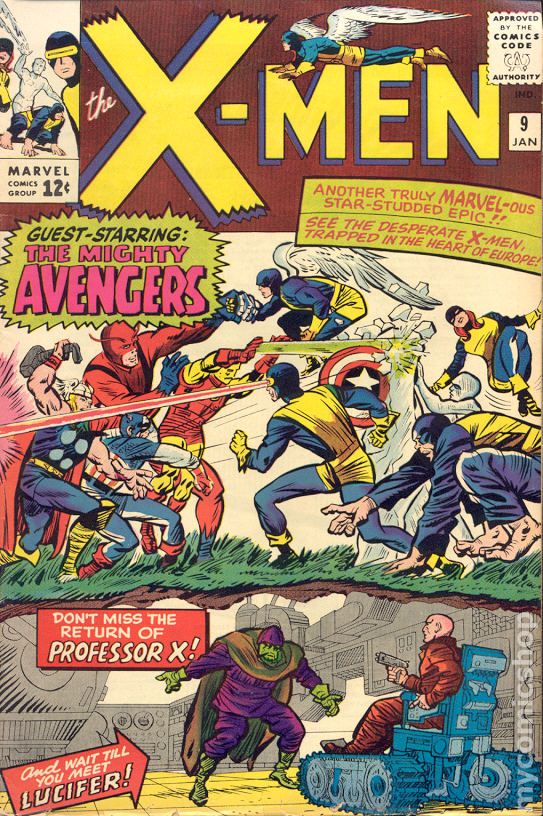 APPROVED
BY THE
COMICS
CODE
CA
AUTHORITY
the
X-MEN
IND.
9
JAN
MARVEL
COMICS
GROUP
12¢
ANOTHER TRULY MARVEL-OUS
STAR-STUDDED EPIC!!
SEE THE DESPERATE X-MEN,
TRAPPED IN THE HEART OF EUROPE!
GUEST-STARRING:
THE MIGHTY
AVENGERS
DON'T MISS THE
RETURN OF
PROFESSOR X!
And WAIT TILL
YOU MEET
LUCIFER!
mycomicshop